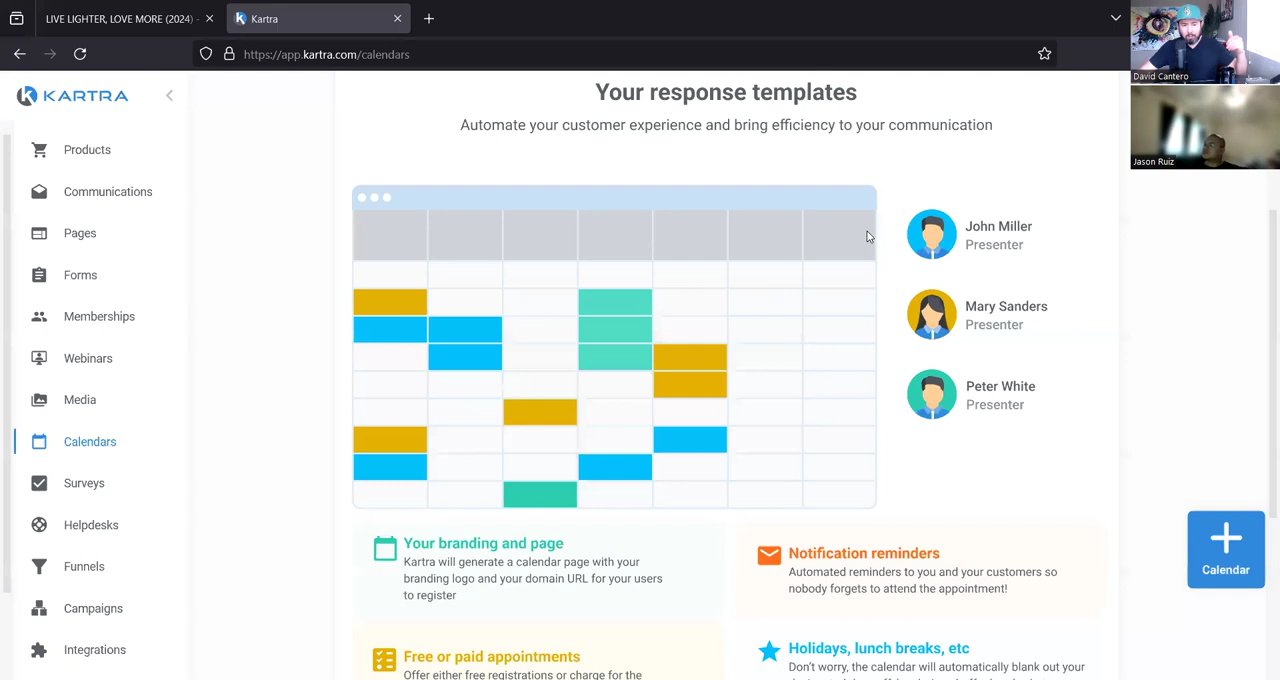 LIVE LIGHTER, LOVE MORE (2024) -
Kartra
https://app.kartra.com/calendars
David Cantero
Jason Ruiz
KARTRA
Products
Communications
Pages
Forms
Memberships
Webinars
Media
Calendars
Surveys
Helpdesks
Funnels
Campaigns
Integrations
Your response templates
Automate your customer experience and bring efficiency to your communication
John Miller
Presenter
Mary Sanders
Presenter
Peter White
Presenter
Your branding and page
Kartra will generate a calendar page with your
branding logo and your domain URL for your users
to register
Notification reminders
Automated reminders to you and your customers so
nobody forgets to attend the appointment!
Free or paid appointments
Offer either free registrations or charge for the
Holidays, lunch breaks, etc
Don't worry, the calendar will automatically blank out your
Calendar